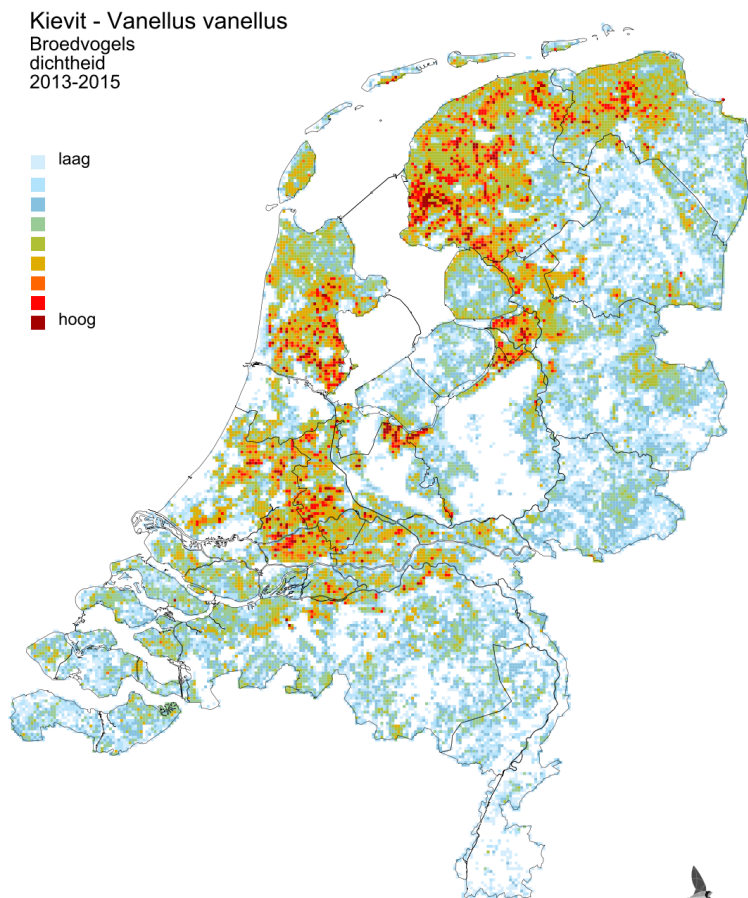 Kievit - Vanellus vanellus
Broedvogels
dichtheid
2013-2015
laag
hoog